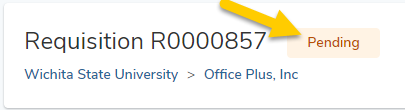 Requisition R0000857 Pending
Wichita State University > Office Plus, Inc